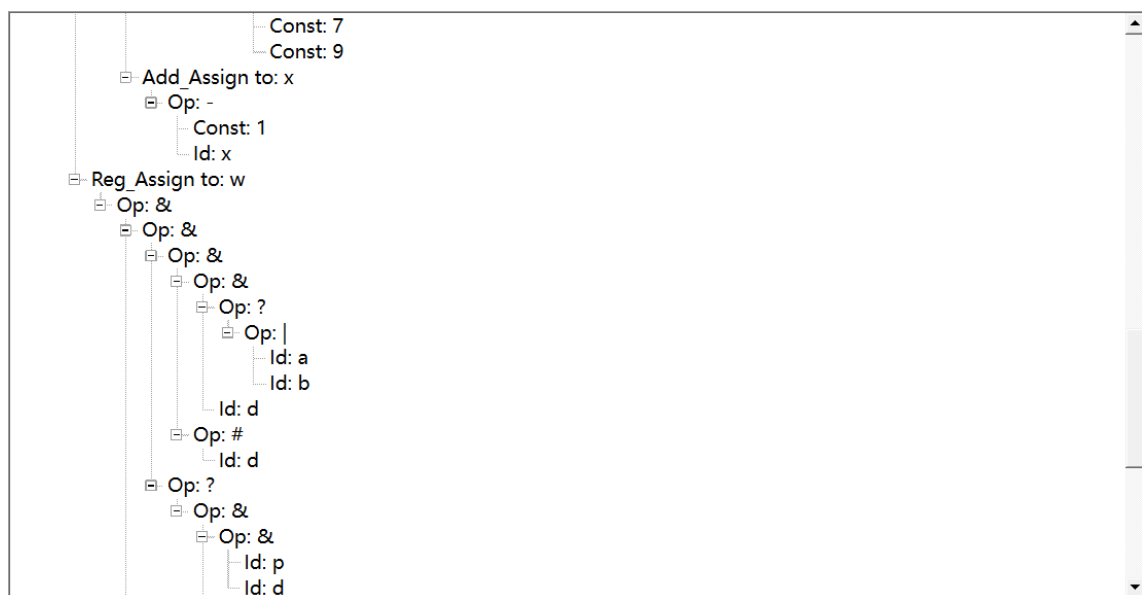 Const: 7
Const: 9
Add_Assign to: x
Op: -
Const: 1
Id: x
Reg_Assign to: w
Op: &
Op: &
Op: &
Op: &
Op: ?
Op: |
Id: a
Id: b
Id: d
Op: #
Id: d
Op: ?
Op: &
Op: &
Id: p
Id: d